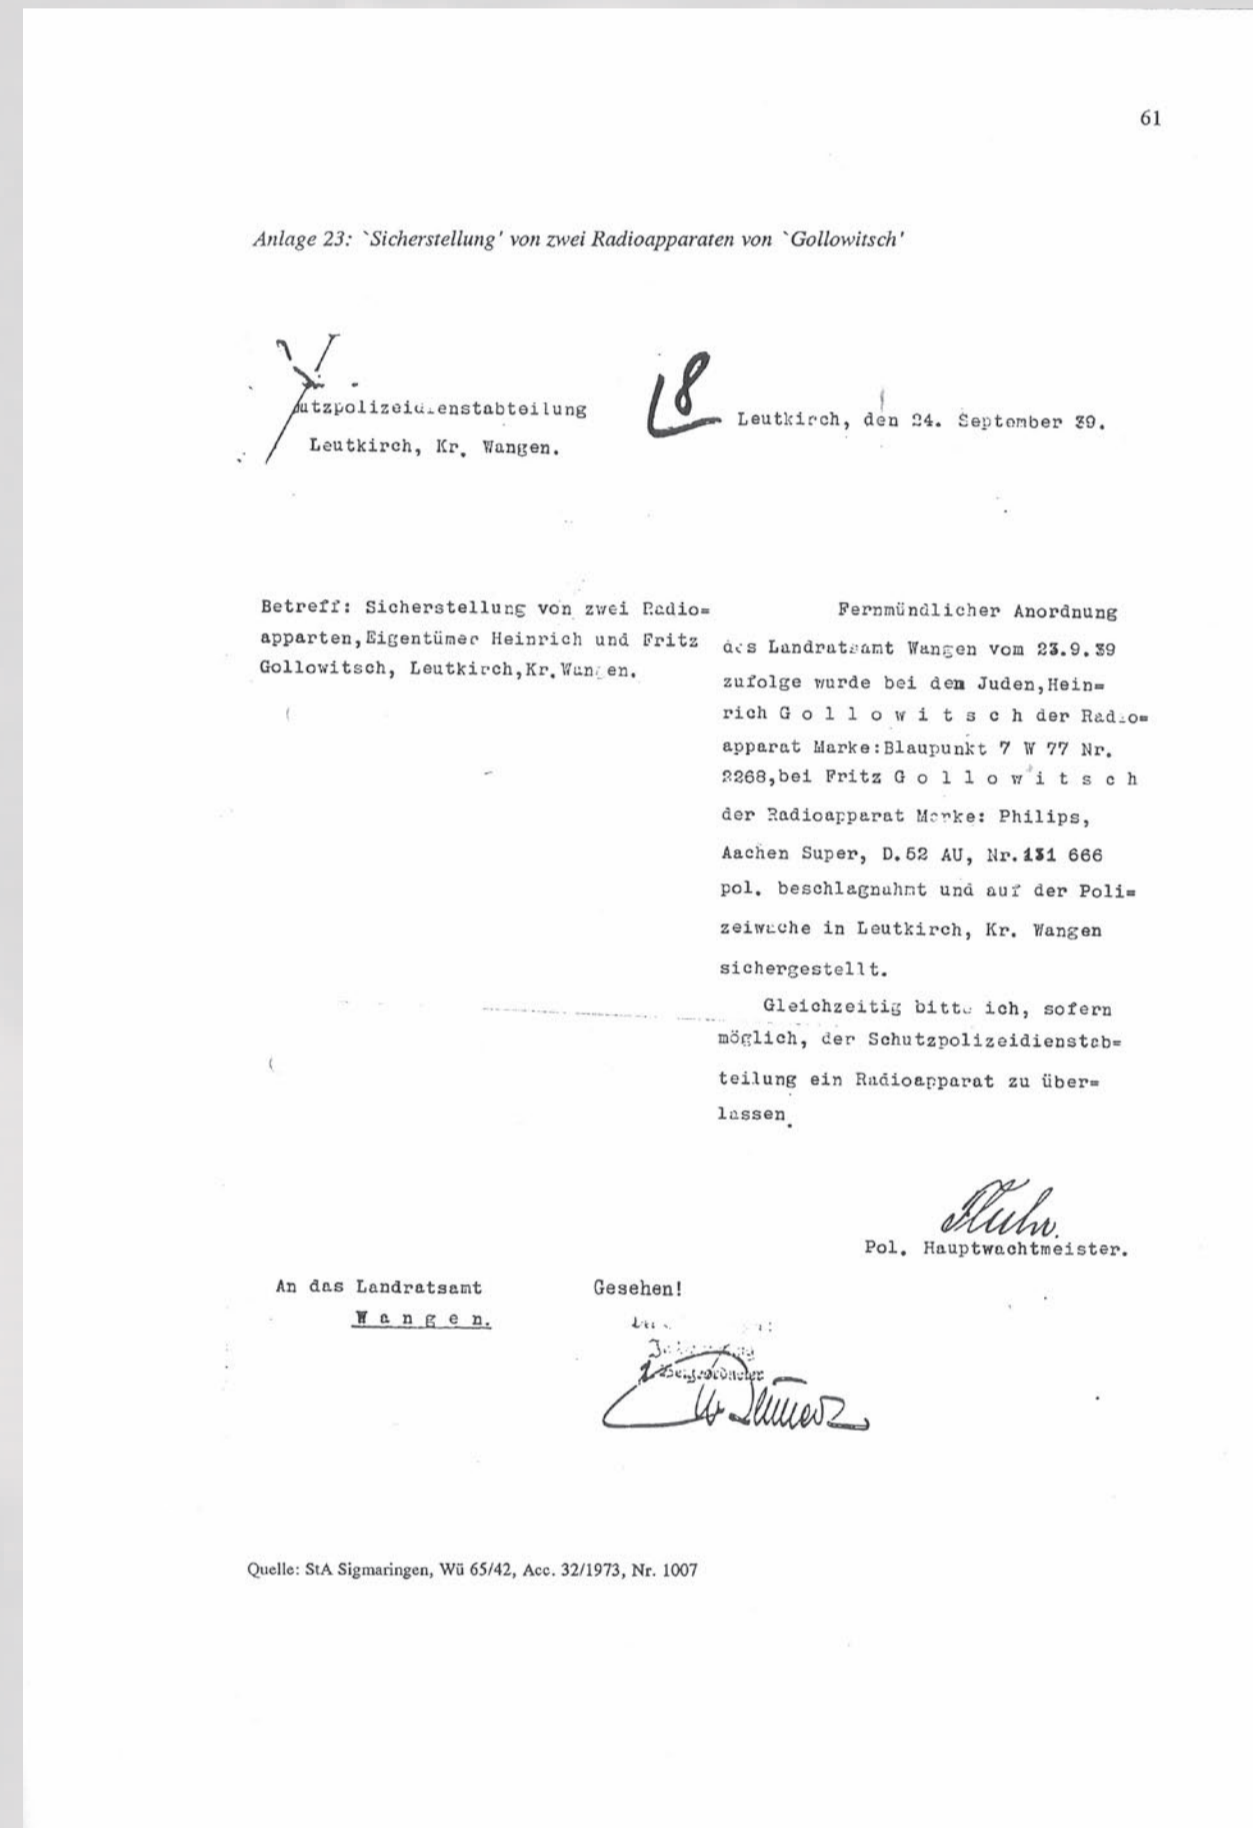 61
Anlage 23: `Sicherstellung' von zwei Radioapparaten von `Gollowitsch'
18
utzpolizeidienstabteilung
Leutkirch, Kr. Wangen.
Leutkirch, den 24. September 39.
Betreff: Sicherstellung von zwei Radio=
apparten,Eigentümer Heinrich und Fritz
Gollowitsch, Leutkirch,Kr.Wangen.
Fernmündlicher Anordnung
des Landratsamt Wangen vom 23.9.39
zufolge wurde bei den Juden,Hein=
rich G o l l o w i t s c h der Radio=
apparat Marke:Blaupunkt 7 W 77 Nr.
2268,bei Fritz G o l l o w i t s c h
der Radioapparat Marke: Philips,
Aachen Super, D.52 AU, Nr.131 666
pol. beschlagnahmt und auf der Poli=
zeiwache in Leutkirch, Kr. Wangen
sichergestellt.
Gleichzeitig bitte ich, sofern
möglich, der Schutzpolizeidienstab=
teilung ein Radioapparat zu über=
lassen.
Pol. Hauptwachtmeister.
An das Landratsamt
W a n g e n.
Gesehen!
Beigeordneter
Quelle: StA Sigmaringen, Wü 65/42, Acc. 32/1973, Nr. 1007